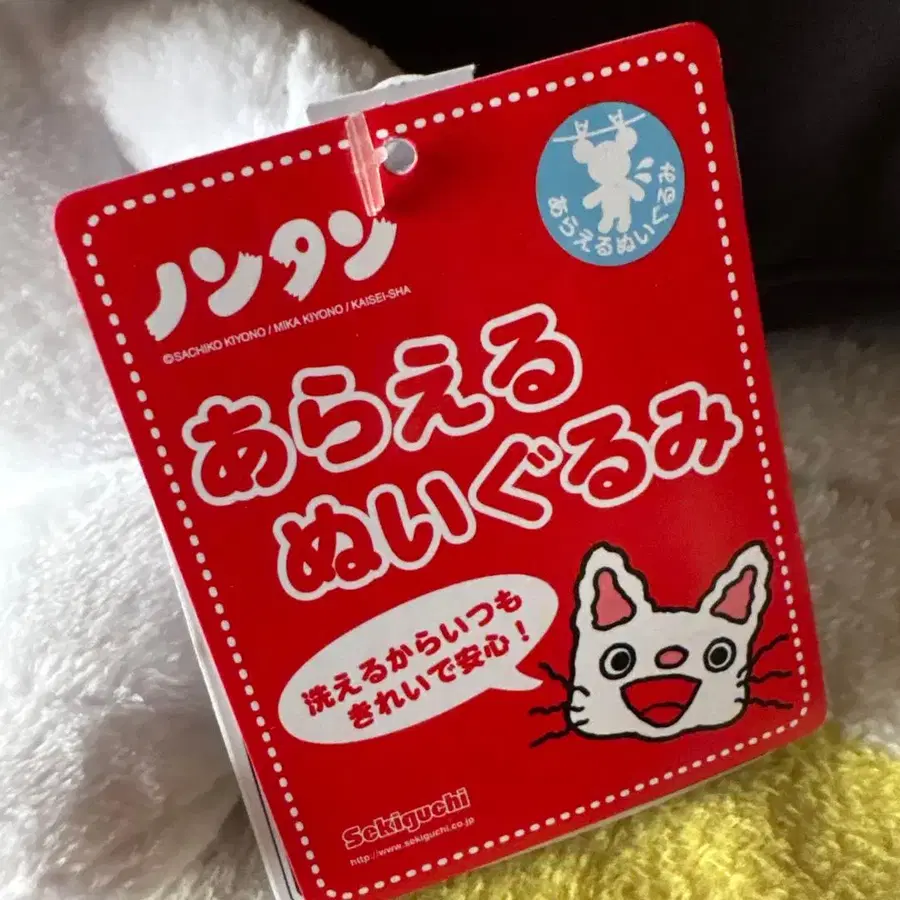 ノンタン
©SACHIKO KIYONO / MIKA KIYONO / KAISEI-SHA
あらえるぬいぐるみ
あらえる
ぬいぐるみ
洗えるからいつも
きれいで安心!
Sekiguchi
http://www.sekiguchi.co.jp